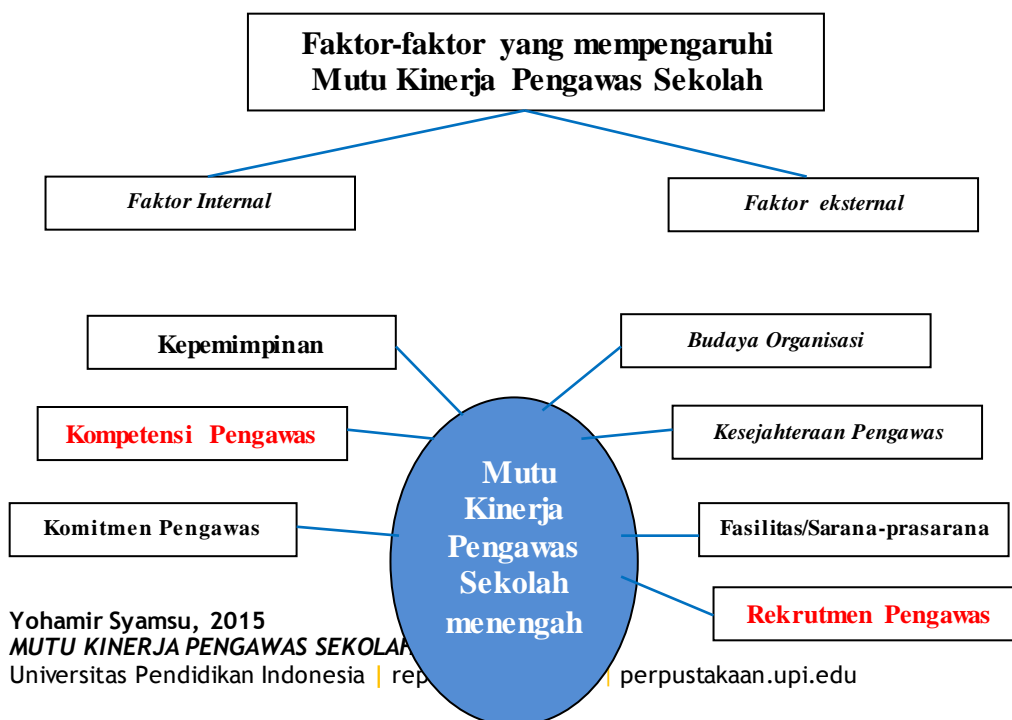 Faktor-faktor yang mempengaruhi
Mutu Kinerja Pengawas Sekolah
Faktor Internal
Faktor eksternal
Kepemimpinan
Budaya Organisasi
Kompetensi Pengawas
Kesejahteraan Pengawas
Mutu
Kinerja
Pengawas
Sekolah
menengah
Komitmen Pengawas
Fasilitas/Sarana-prasarana
Rekrutmen Pengawas
Yohamir Syamsu, 2015
MUTU KINERJA PENGAWAS SEKOLAH
Universitas Pendidikan Indonesia | rep | perpustakaan.upi.edu